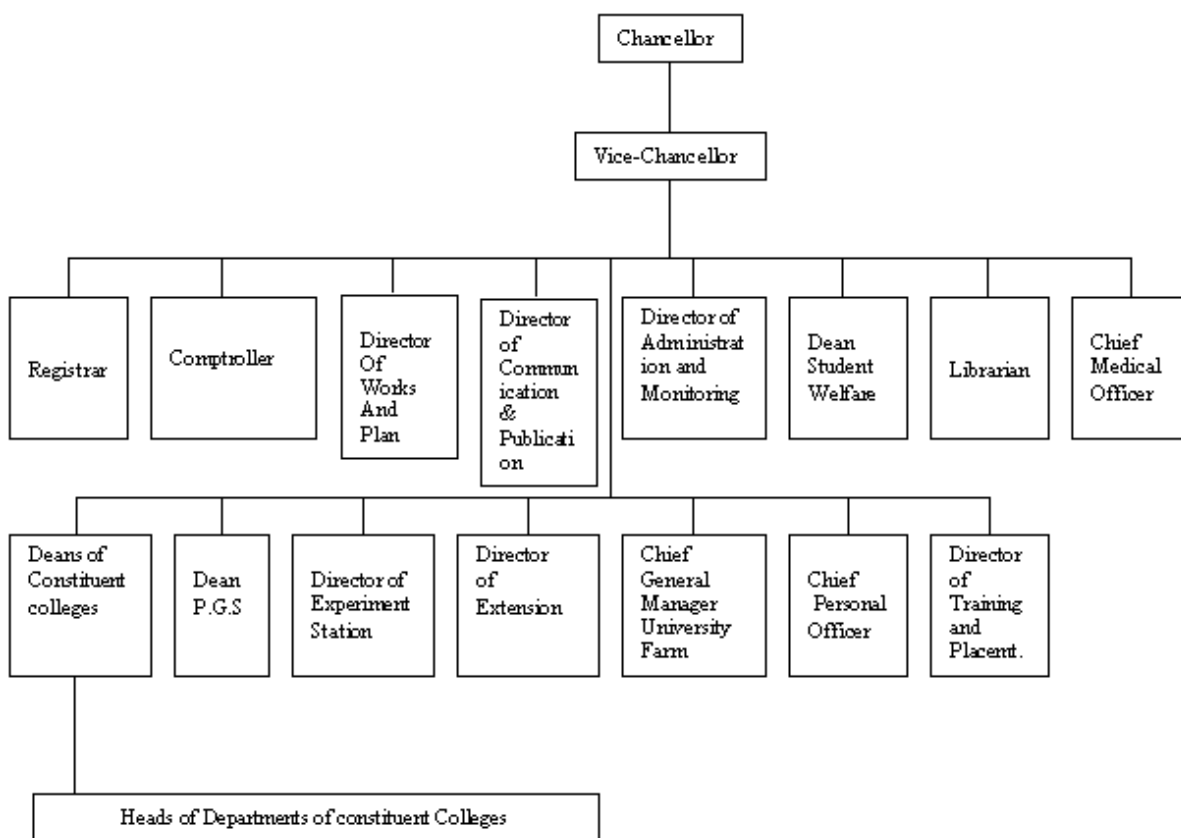 Chancellor
Vice-Chancellor
Registrar
Comptroller
Director
Of
Works
And
Plan
Director
of
Commun
ication
&
Publicati
on
Director of
Administrat
ion and
Monitoring
Dean
Student
Welfare
Librarian
Chief
Medical
Officer
Deans of
Constituent
colleges
Dean
P.G.S
Director of
Experiment
Station
Director
of
Extension
Chief
General
Manager
University
Farm
Chief
Personal
Officer
Director
of
Training
and
Placemt.
Heads of Departments of constituent Colleges